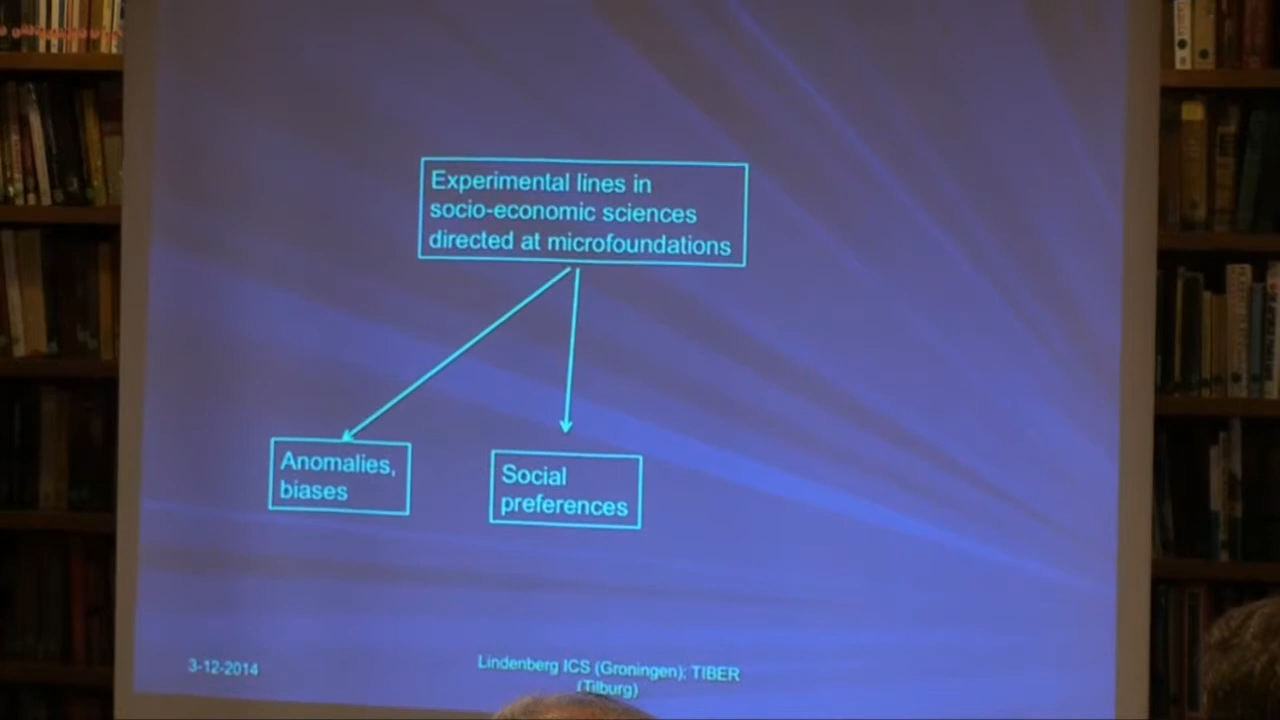 Experimental lines in
socio-economic sciences
directed at microfoundations
Anomalies,
biases
Social
preferences
3-12-2014
Lindenberg ICS (Groningen); TIBER
(Tilburg)